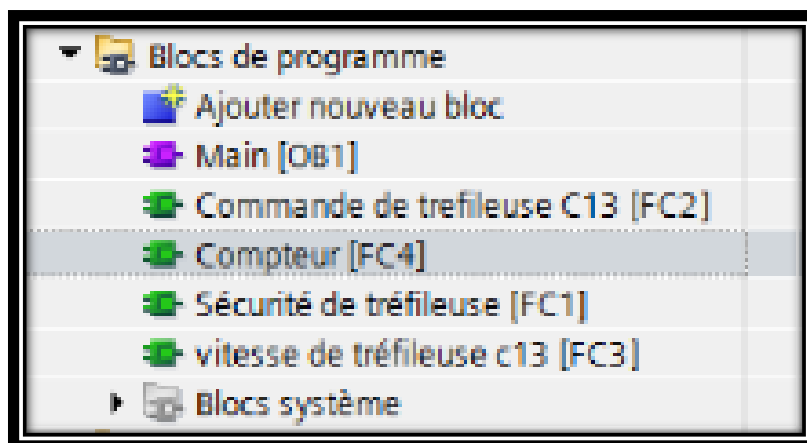 Blocs de programme
Ajouter nouveau bloc
Main [OB1]
Commande de trefileuse C13 [FC2]
Compteur [FC4]
Sécurité de tréfileuse [FC1]
vitesse de tréfileuse c13 [FC3]
Blocs système